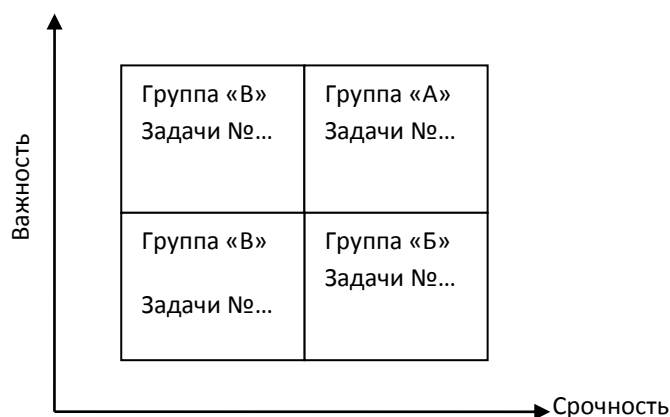 Важность
Группа «В»
Задачи №...
Группа «А»
Задачи №...
Группа «В»
Задачи №...
Группа «Б»
Задачи №...
Срочность